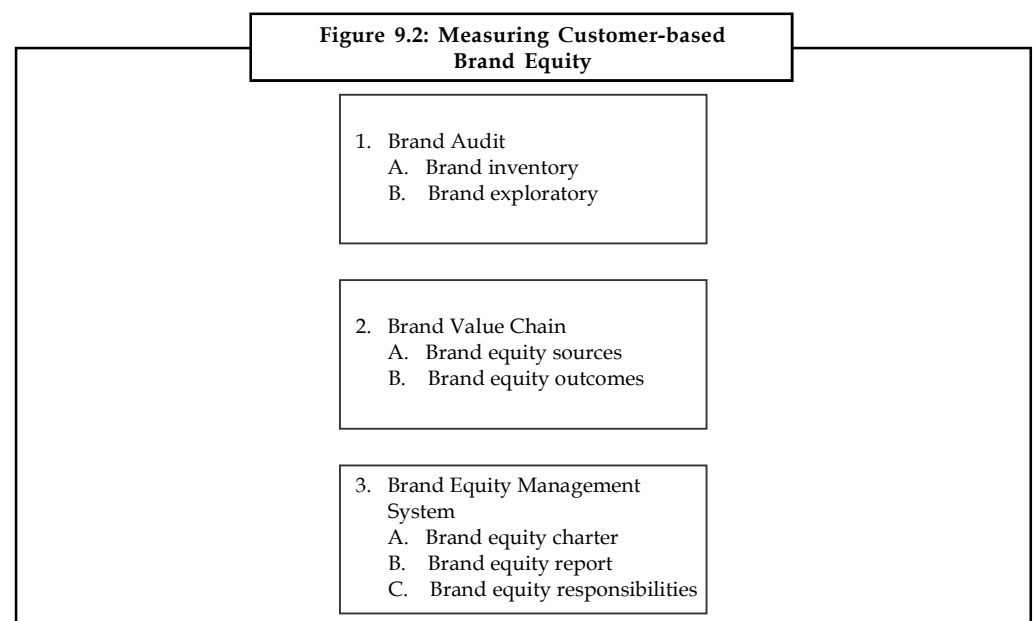 Figure 9.2: Measuring Customer-based
Brand Equity
1. Brand Audit
A. Brand inventory
B. Brand exploratory
2. Brand Value Chain
A. Brand equity sources
B. Brand equity outcomes
3. Brand Equity Management
System
A. Brand equity charter
B. Brand equity report
C. Brand equity responsibilities